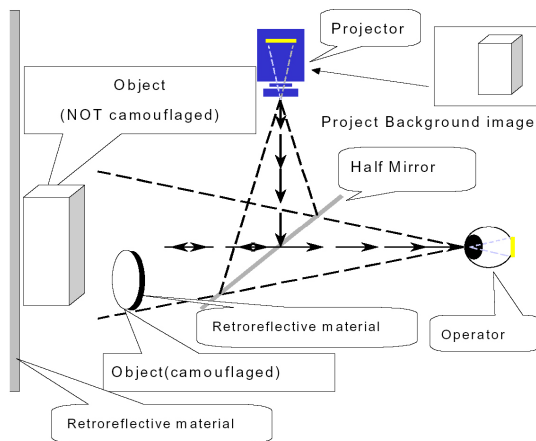 Projector
Object
(NOT camouflaged)
Project Background image
Half Mirror
Retroreflective material
Operator
Object(camouflaged)
Retroreflective material